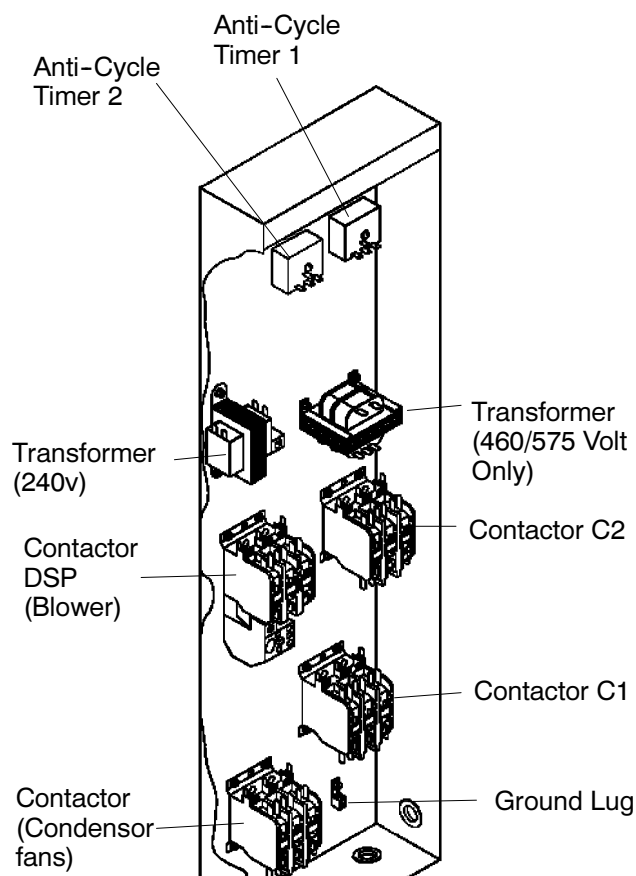 Anti-Cycle
Timer 1
Anti-Cycle
Timer 2
Transformer
(240v)
Transformer
(460/575 Volt
Only)
Contactor C2
Contactor
DSP
(Blower)
Contactor C1
Contactor
(Condensor
fans)
Ground Lug